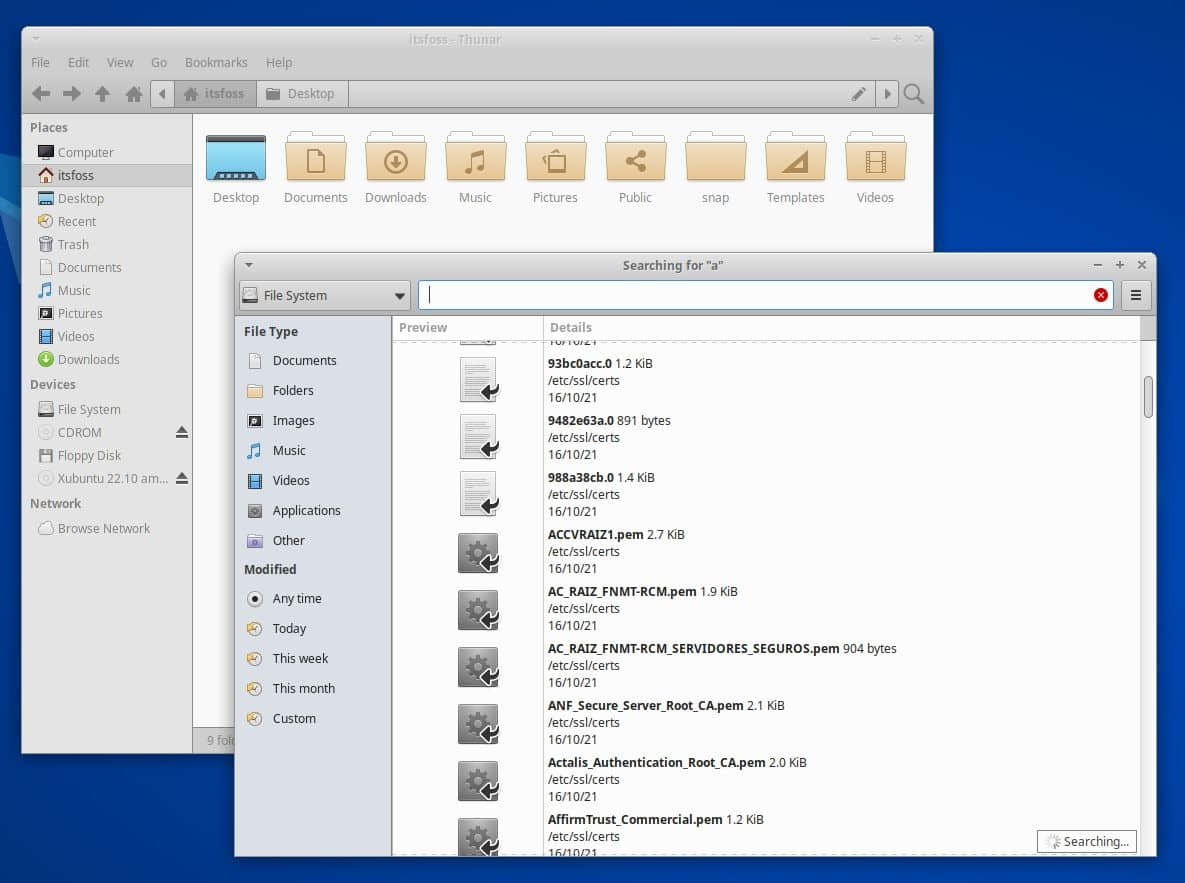 itsfoss - Thunar
File Edit View Go Bookmarks Help
itsfoss Desktop
Places
Computer
itsfoss
Desktop
Recent
Trash
Documents
Music
Pictures
Videos
Downloads
Devices
File System
CDROM
Floppy Disk
Xubuntu 22.10 am...
Network
Browse Network
Desktop Documents Downloads Music Pictures Public snap Templates Videos
9 fol
Searching for "a"
File System
File Type
Documents
Folders
Images
Music
Videos
Applications
Other
Modified
Any time
Today
This week
This month
Custom
Preview Details
16/10/21
93bc0acc.0 1.2 KiB
/etc/ssl/certs
16/10/21
9482e63a.0 891 bytes
/etc/ssl/certs
16/10/21
988a38cb.0 1.4 KiB
/etc/ssl/certs
16/10/21
ACCVRAIZ1.pem 2.7 KiB
/etc/ssl/certs
16/10/21
AC_RAIZ_FNMT-RCM.pem 1.9 KiB
/etc/ssl/certs
16/10/21
AC_RAIZ_FNMT-RCM_SERVIDORES_SEGUROS.pem 904 bytes
/etc/ssl/certs
16/10/21
ANF_Secure_Server_Root_CA.pem 2.1 KiB
/etc/ssl/certs
16/10/21
Actalis_Authentication_Root_CA.pem 2.0 KiB
/etc/ssl/certs
16/10/21
AffirmTrust_Commercial.pem 1.2 KiB
/etc/ssl/certs
16/10/21
Searching...